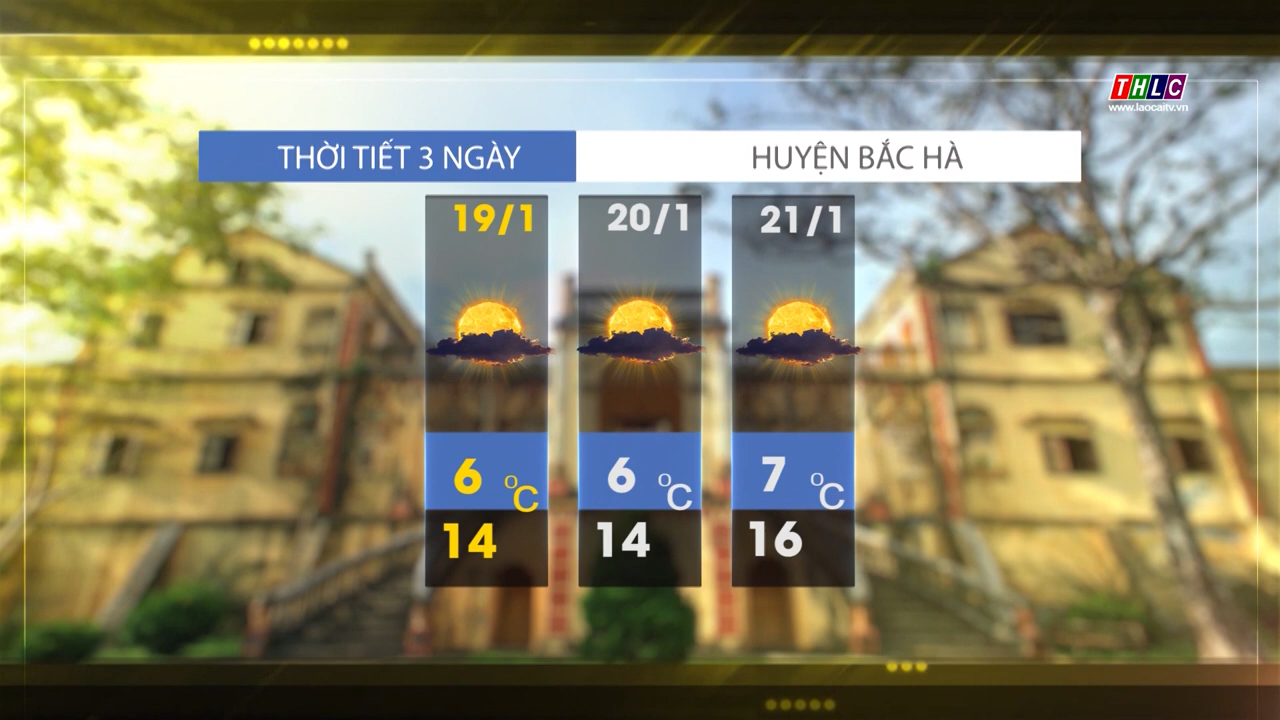 THLC
www.laocaitv.vn
THỜI TIẾT 3 NGÀY
HUYỆN BẮC HÀ
19/1
20/1
21/1
6 °C
6 °C
7 °C
14
14
16